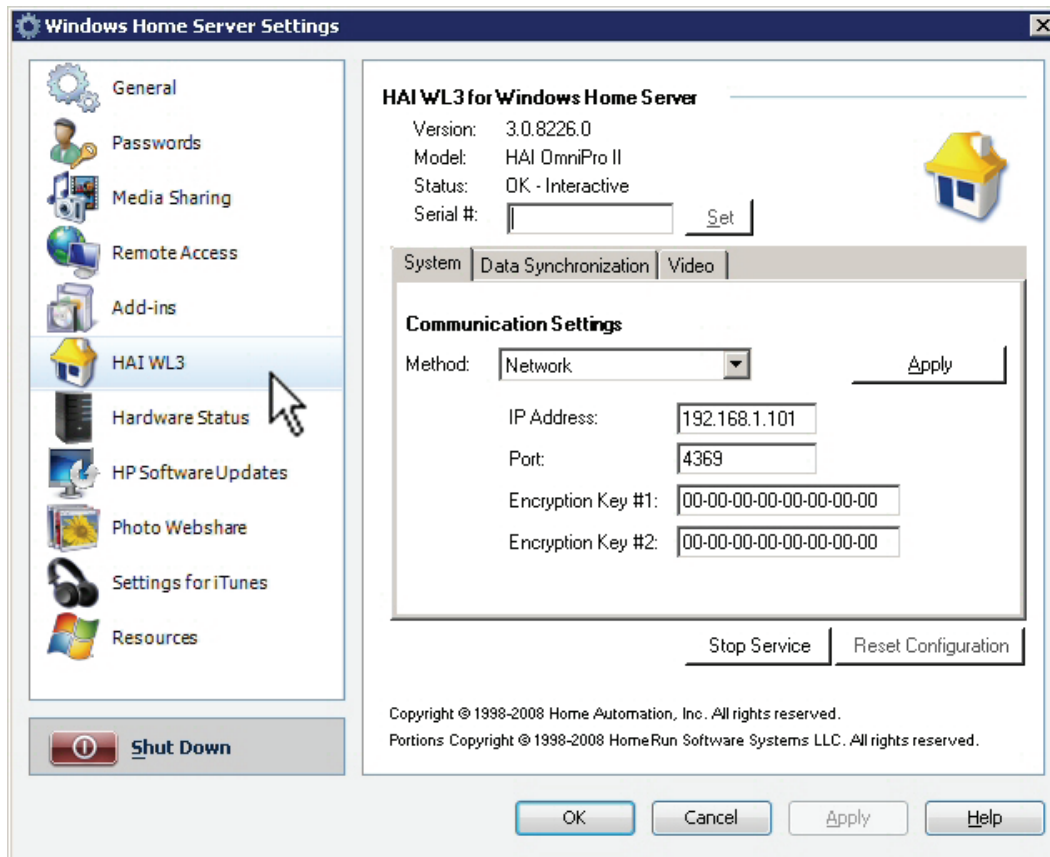 Windows Home Server Settings
General
Passwords
Media Sharing
Remote Access
Add-ins
HAI WL3
Hardware Status
HP Software Updates
Photo Webshare
Settings for iTunes
Resources
Shut Down
HAI WL3 for Windows Home Server
Version: 3.0.8226.0
Model: HAI OmniPro II
Status: OK - Interactive
Serial #: Set
System Data Synchronization Video
Communication Settings
Method: Network Apply
IP Address: 192.168.1.101
Port: 4369
Encryption Key #1: 00-00-00-00-00-00-00-00
Encryption Key #2: 00-00-00-00-00-00-00-00
Stop Service Reset Configuration
Copyright © 1998-2008 Home Automation, Inc. All rights reserved.
Portions Copyright © 1998-2008 HomeRun Software Systems LLC. All rights reserved.
OK Cancel Apply Help